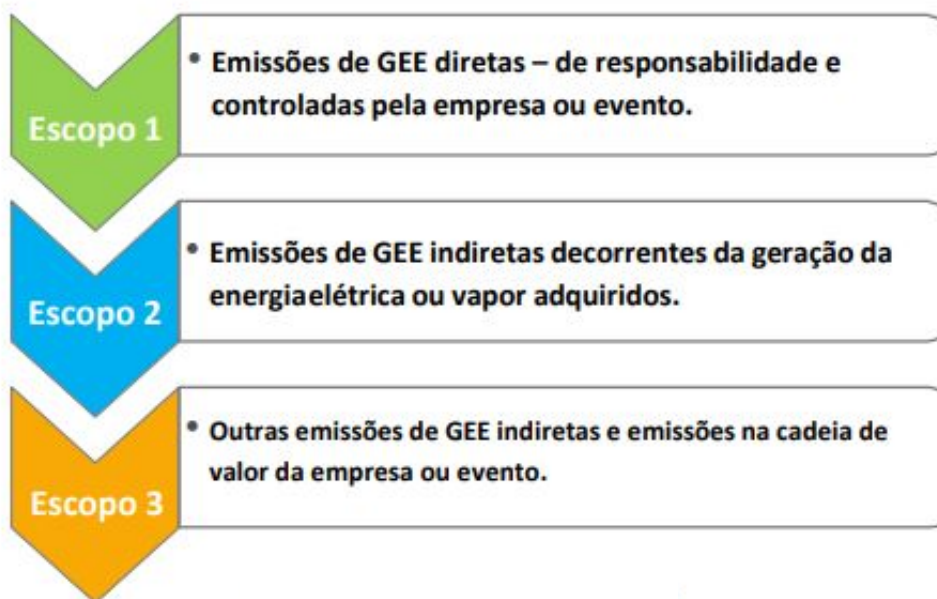 • Emissões de GEE diretas – de responsabilidade e
controladas pela empresa ou evento.
Escopo 1
• Emissões de GEE indiretas decorrentes da geração da
energiaelétrica ou vapor adquiridos.
Escopo 2
• Outras emissões de GEE indiretas e emissões na cadeia de
valor da empresa ou evento.
Escopo 3